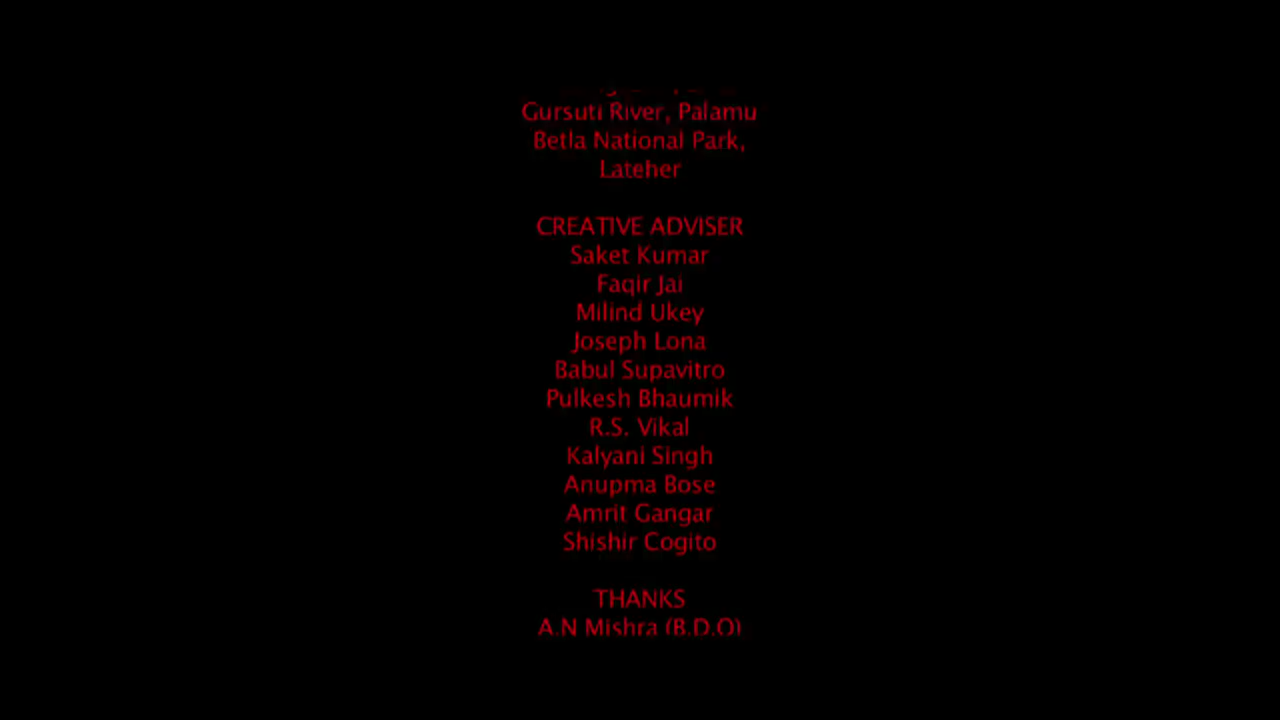 Gursuti River, Palamu
Betla National Park,
Lateher
CREATIVE ADVISER
Saket Kumar
Faqir Jai
Milind Ukey
Joseph Lona
Babul Supavitro
Pulkesh Bhaumik
R.S. Vikal
Kalyani Singh
Anupma Bose
Amrit Gangar
Shishir Cogito
THANKS
A.N Mishra (B.D.O)